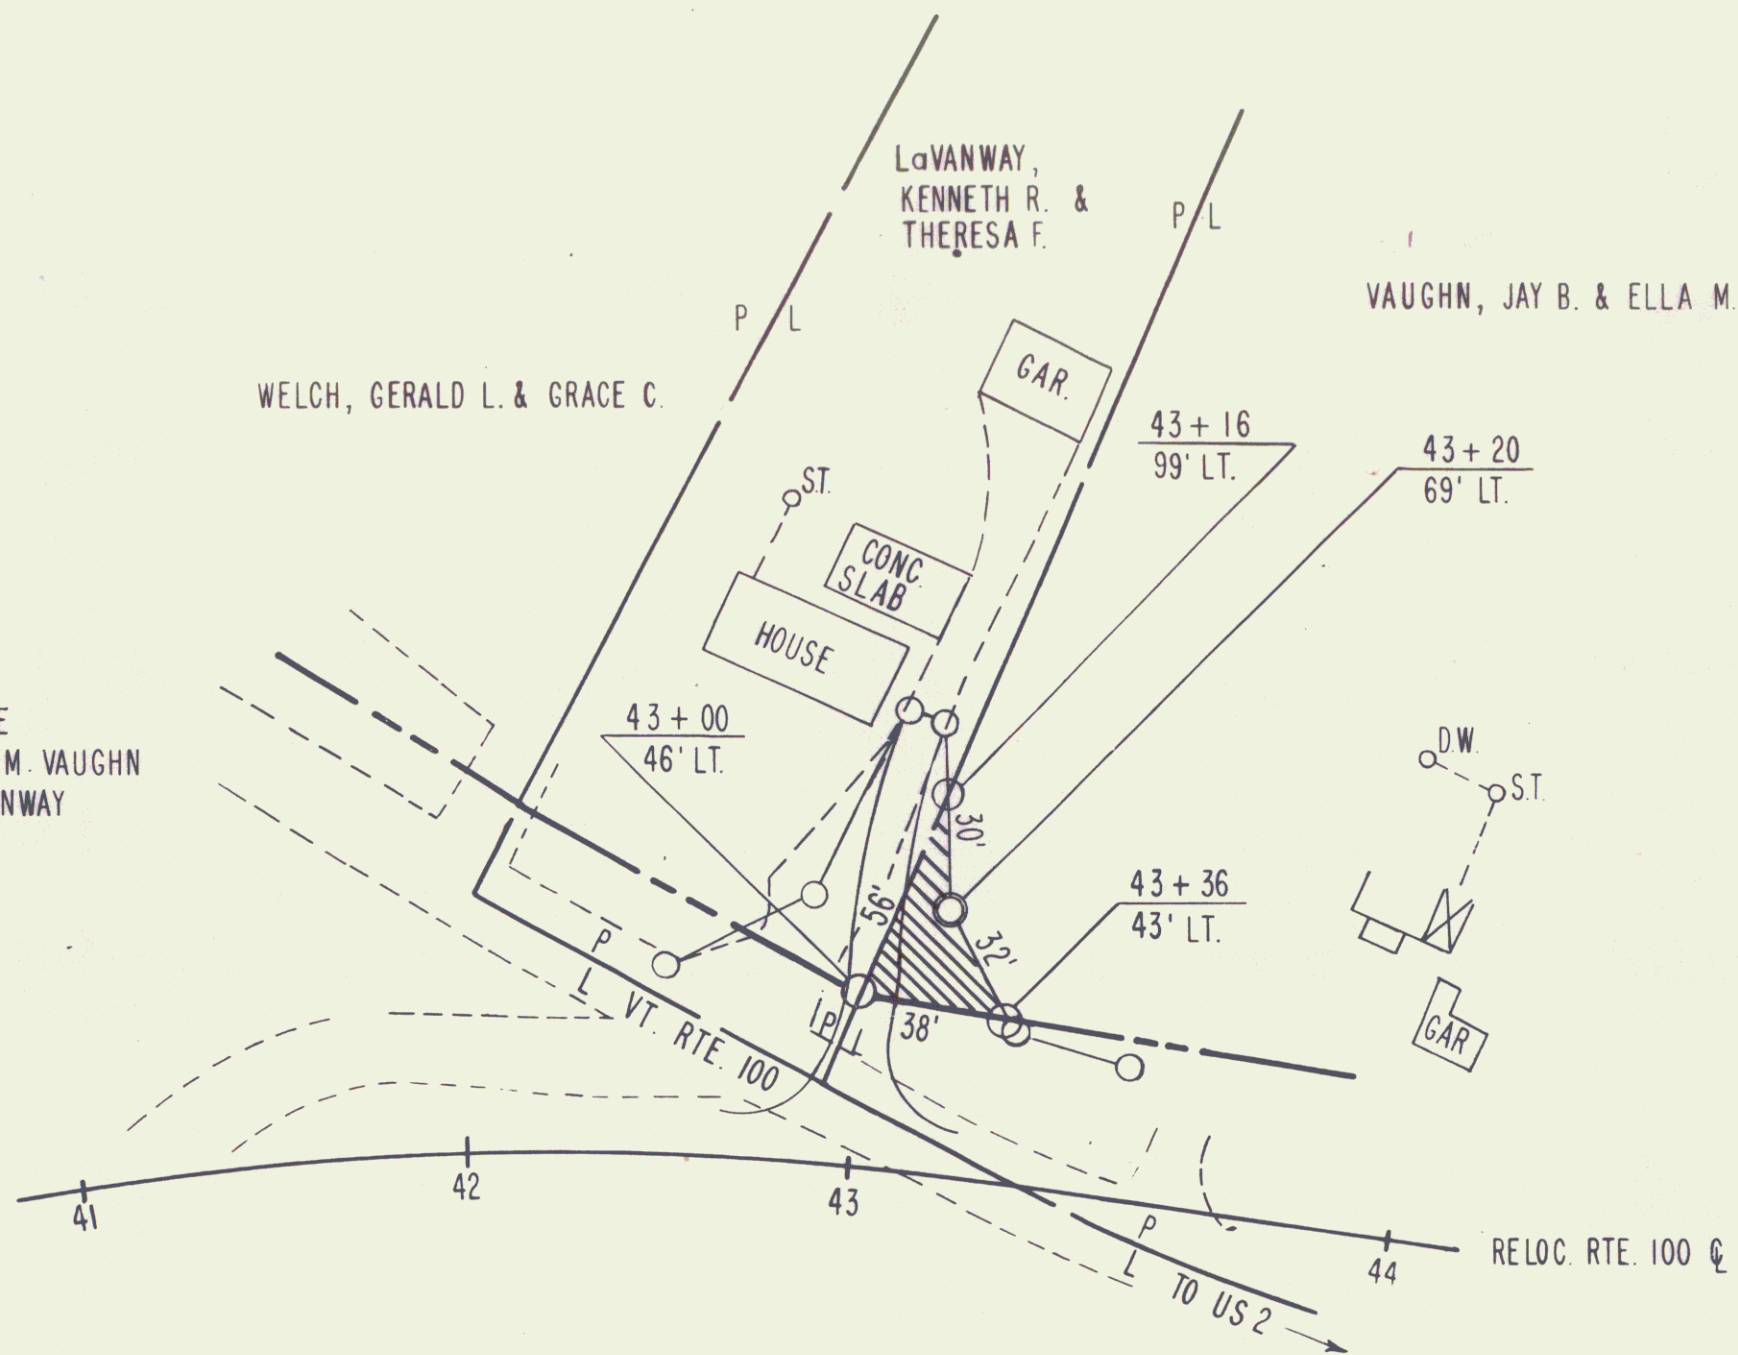 LaVANWAY,
KENNETH R. &
THERESA F.
P L
P L
VAUGHN, JAY B. & ELLA M.
WELCH, GERALD L. & GRACE C.
GAR.
43 + 16
99' LT.
43 + 20
69' LT.
S.T.
CONC.
SLAB
HOUSE
43 + 00
46' LT.
E
M. VAUGHN
NWAY
D.W.
S.T.
30'
56'
32'
43 + 36
43' LT.
P
L
VT. RTE. 100
ip
38'
GAR
41
42
43
44
P
L
TO US 2
RELOC. RTE. 100 ℄